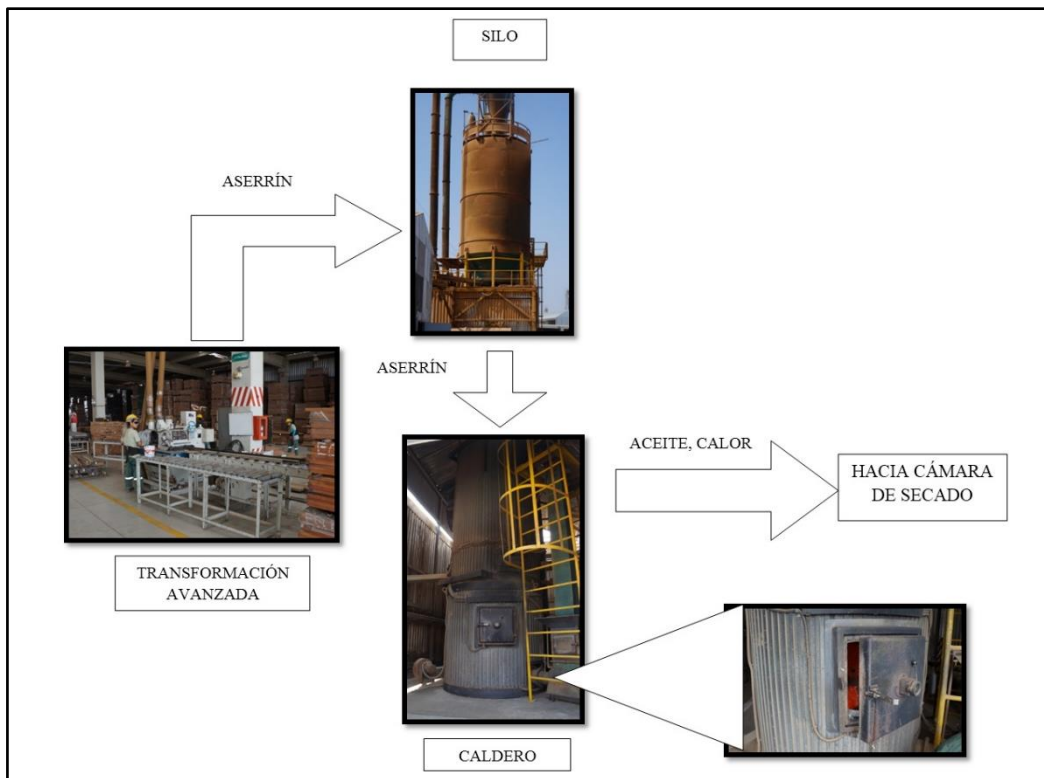 SILO
ASERRÍN
ASERRÍN
ACEITE, CALOR
HACIA CÁMARA
DE SECADO
TRANSFORMACIÓN
AVANZADA
CALDERO